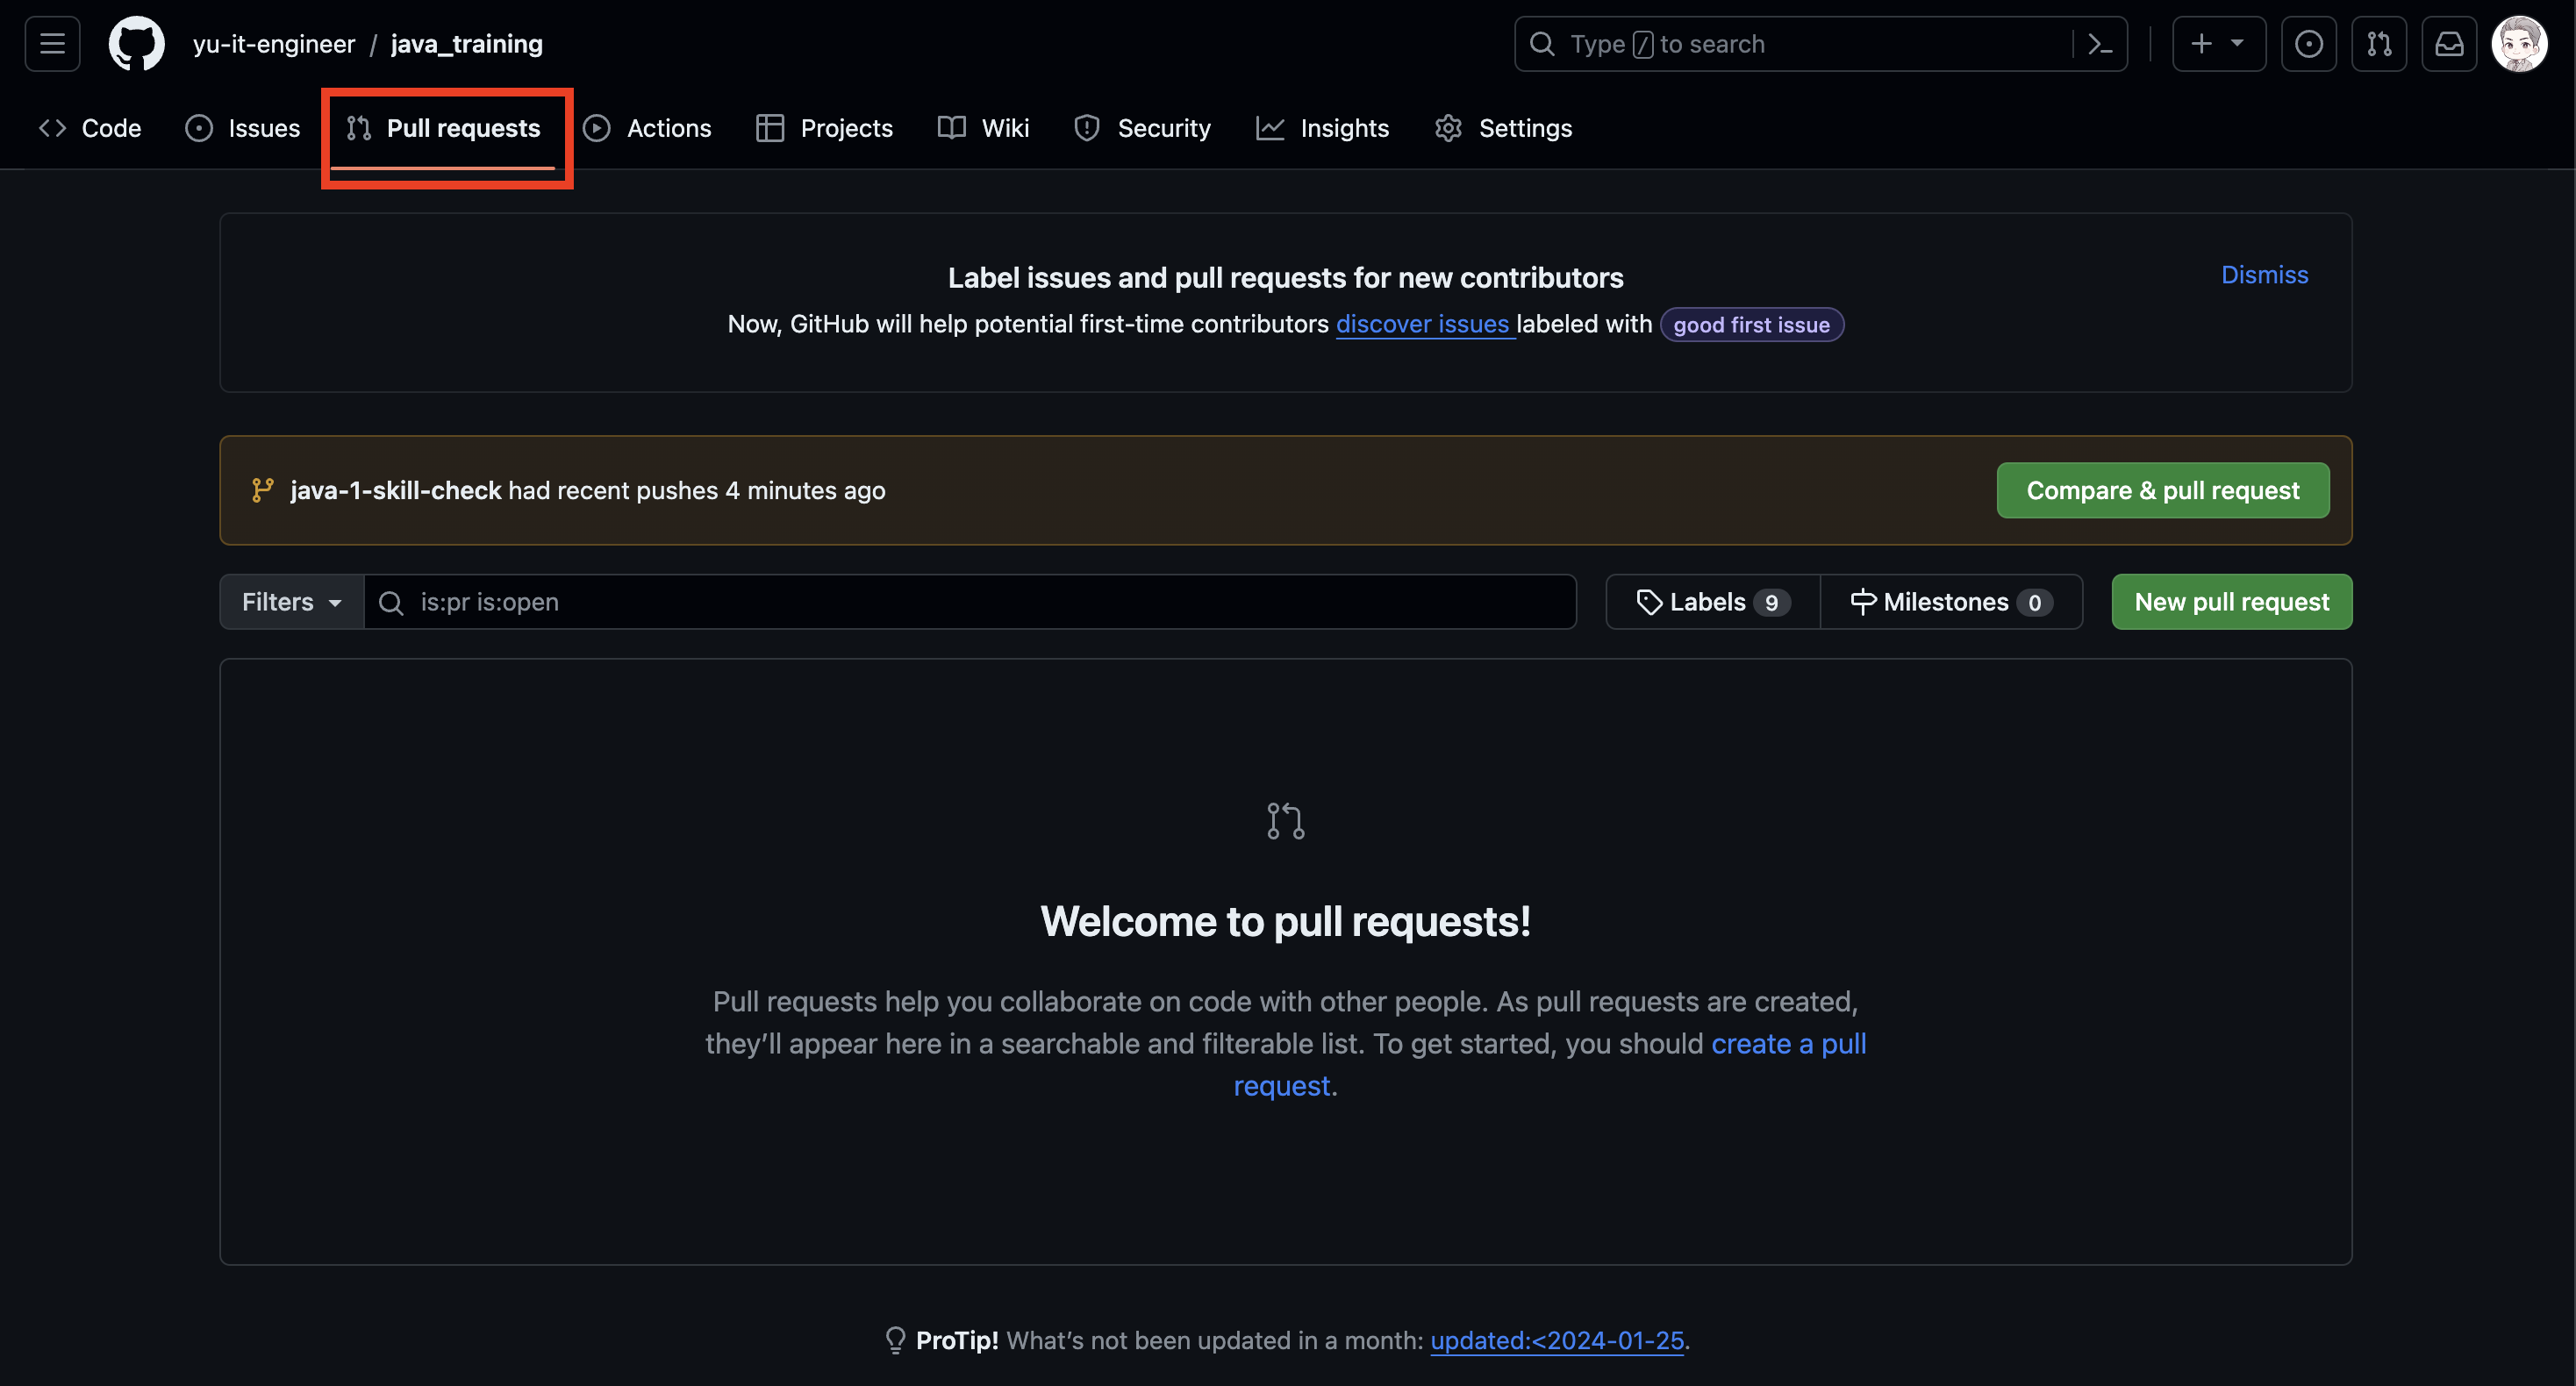 yu-it-engineer / java_training
Type / to search
Code Issues Pull requests Actions Projects Wiki Security Insights Settings
Label issues and pull requests for new contributors
Dismiss
Now, GitHub will help potential first-time contributors discover issues labeled with good first issue
java-1-skill-check had recent pushes 4 minutes ago
Compare & pull request
Filters is:pr is:open Labels 9 Milestones 0 New pull request
Welcome to pull requests!
Pull requests help you collaborate on code with other people. As pull requests are created,
they’ll appear here in a searchable and filterable list. To get started, you should create a pull
request.
ProTip! What’s not been updated in a month: updated:<2024-01-25.